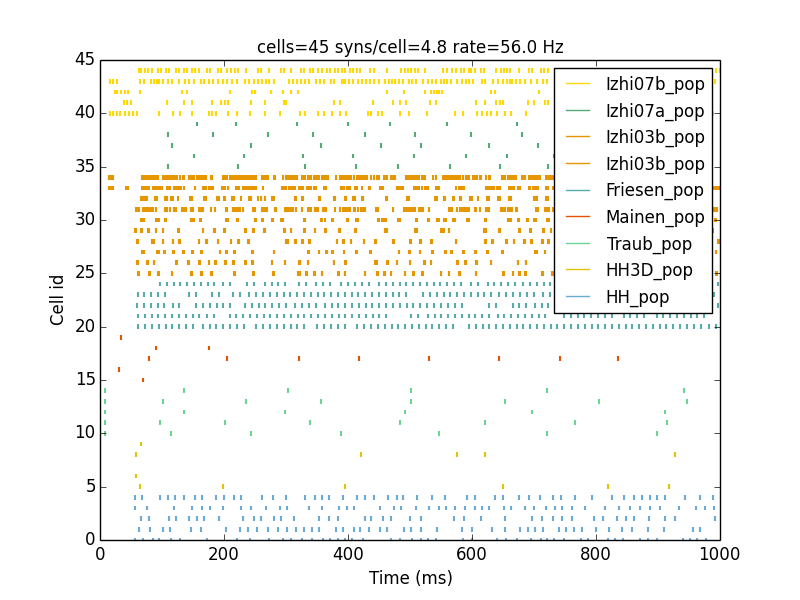 cells=45 syns/cell=4.8 rate=56.0 Hz
45
40
35
30
25
20
15
10
5
0
Cell id
Izhi07b_pop
Izhi07a_pop
Izhi03b_pop
Izhi03b_pop
Friesen_pop
Mainen_pop
Traub_pop
HH3D_pop
HH_pop
0 200 400 600 800 1000
Time (ms)